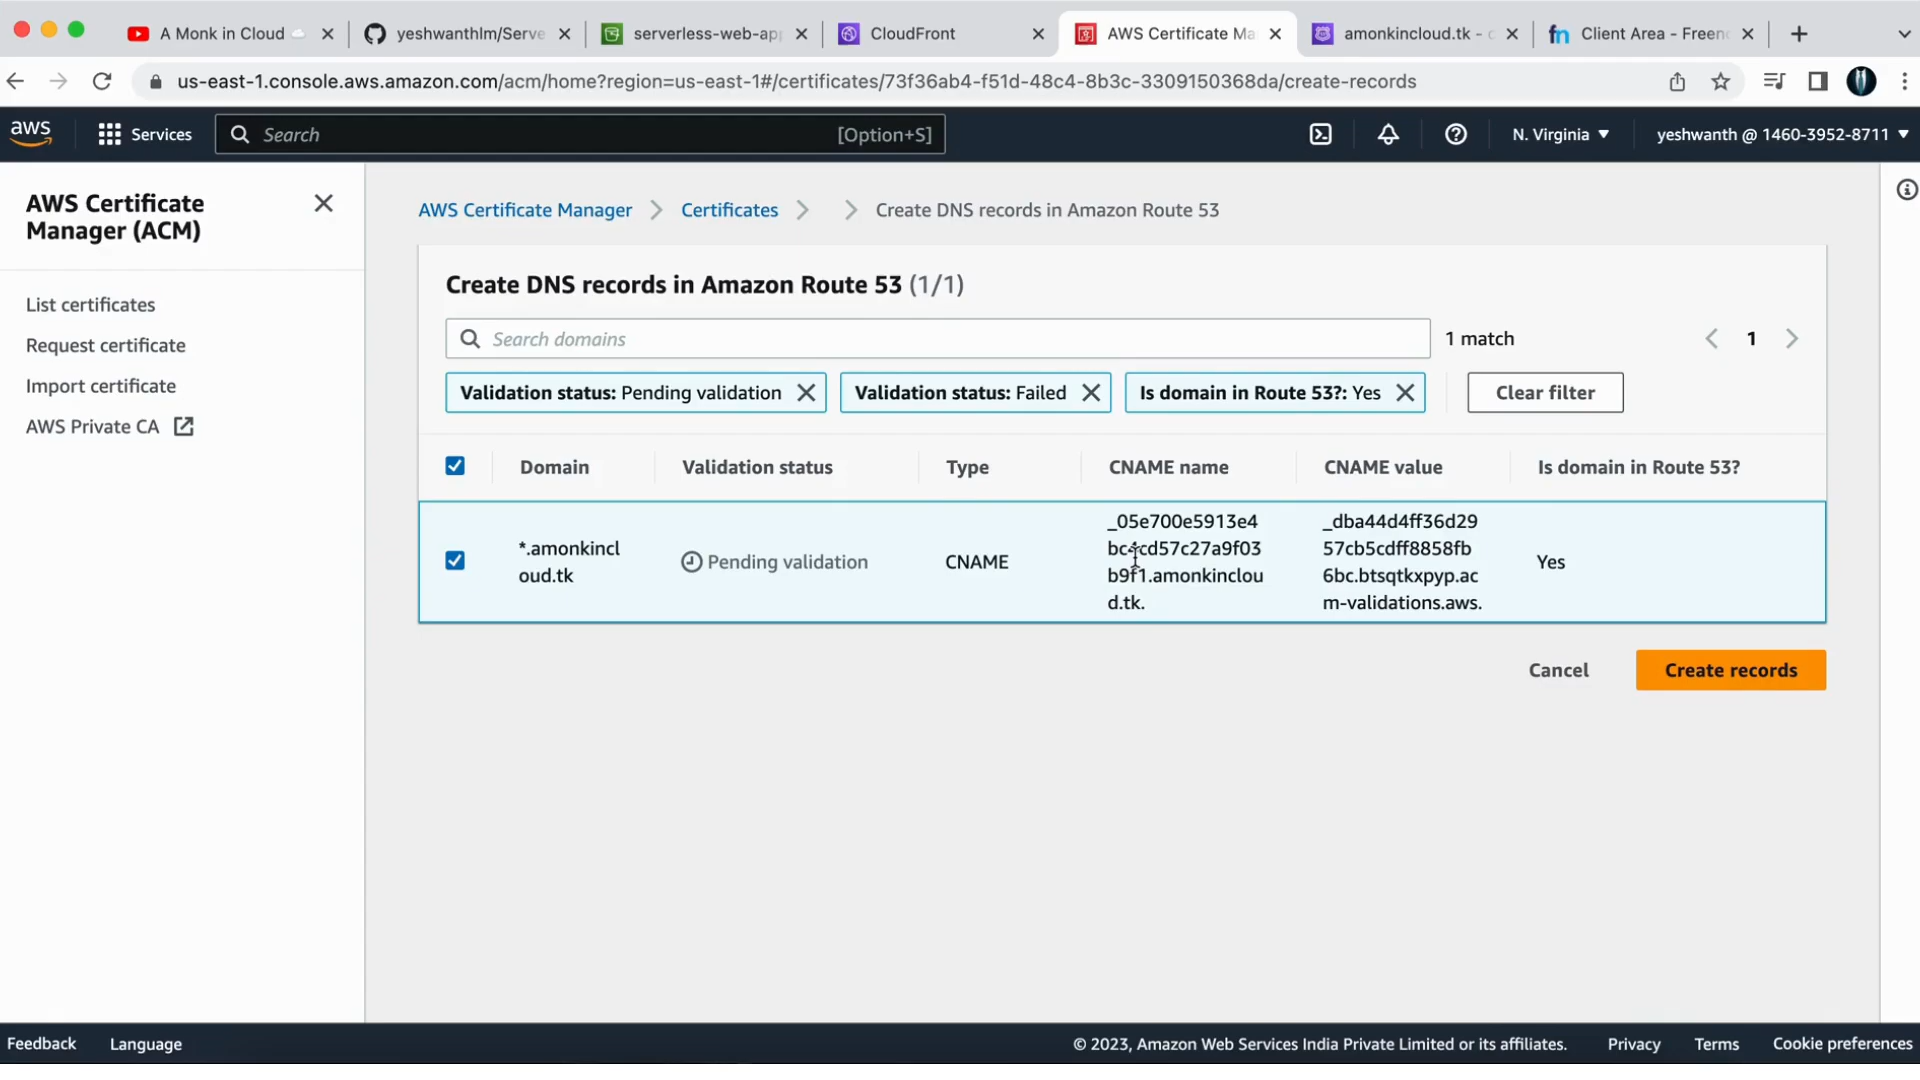 A Monk in Cloud
yeshwanthlm/Serve
serverless-web-ap
CloudFront
AWS Certificate Ma
amonkincloud.tk -
Client Area - Freen
us-east-1.console.aws.amazon.com/acm/home?region=us-east-1#/certificates/73f36ab4-f51d-48c4-8b3c-3309150368da/create-records
aws
Services
Search
[Option+S]
N. Virginia
yeshwanth @ 1460-3952-8711
AWS Certificate
Manager (ACM)
List certificates
Request certificate
Import certificate
AWS Private CA
AWS Certificate Manager
Certificates
Create DNS records in Amazon Route 53
Create DNS records in Amazon Route 53 (1/1)
Search domains
1 match
1
Validation status: Pending validation
Validation status: Failed
Is domain in Route 53?: Yes
Clear filter
Domain
Validation status
Type
CNAME name
CNAME value
Is domain in Route 53?
*.amonkincl
oud.tk
Pending validation
CNAME
_05e700e5913e4
bc4cd57c27a9f03
b9f1.amonkinclou
d.tk.
_dba44d4ff36d29
57cb5cdff8858fb
6bc.btsqtkxpyp.ac
m-validations.aws.
Yes
Cancel
Create records
Feedback
Language
© 2023, Amazon Web Services India Private Limited or its affiliates.
Privacy
Terms
Cookie preferences